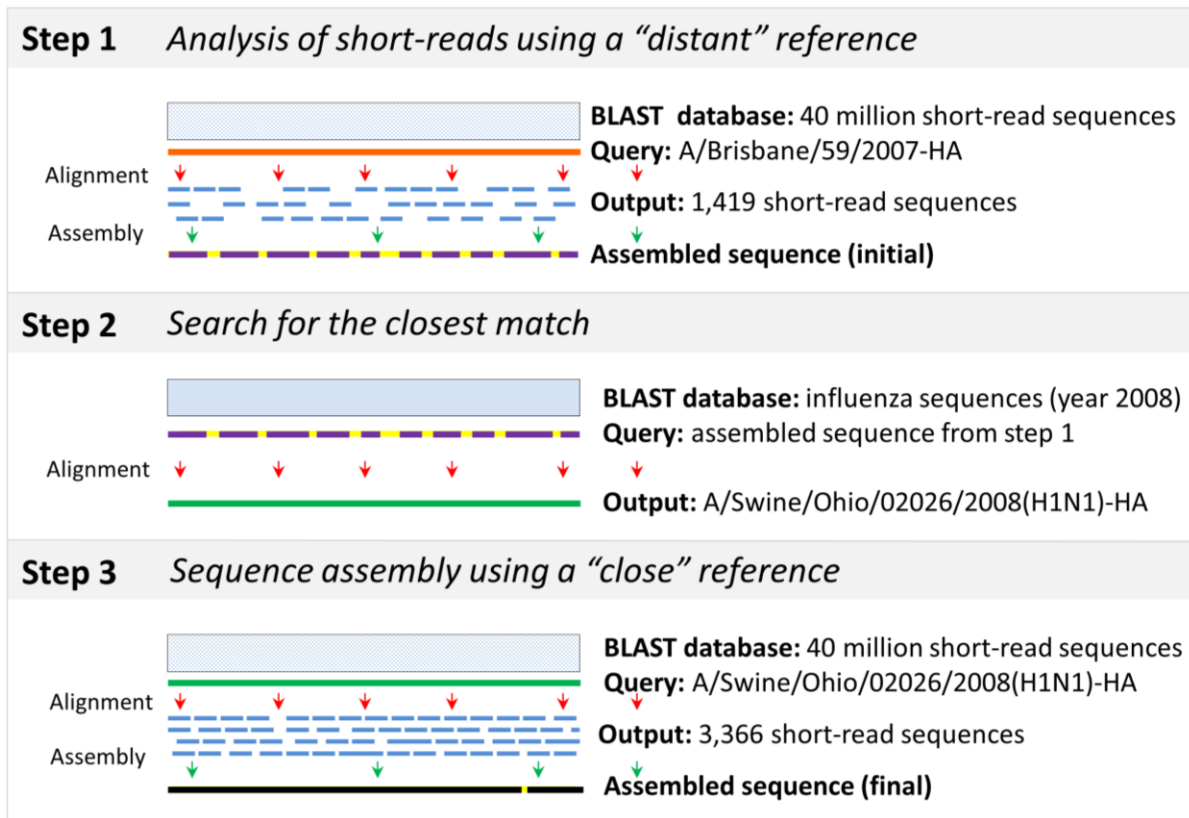 Step 1 Analysis of short-reads using a “distant” reference
BLAST database: 40 million short-read sequences
Query: A/Brisbane/59/2007-HA
Alignment
Output: 1,419 short-read sequences
Assembly
Assembled sequence (initial)
Step 2 Search for the closest match
BLAST database: influenza sequences (year 2008)
Query: assembled sequence from step 1
Alignment
Output: A/Swine/Ohio/02026/2008(H1N1)-HA
Step 3 Sequence assembly using a “close” reference
BLAST database: 40 million short-read sequences
Query: A/Swine/Ohio/02026/2008(H1N1)-HA
Alignment
Output: 3,366 short-read sequences
Assembly
Assembled sequence (final)